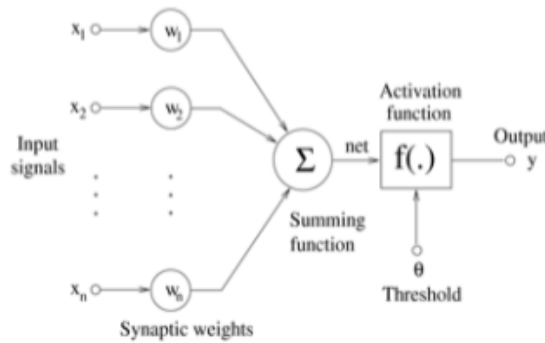 x₁
w₁
x₂
w₂
Input
signals
xₙ
wₙ
Synaptic weights
Σ
Summing
function
net
Activation
function
f(.)
θ
Threshold
Output
y